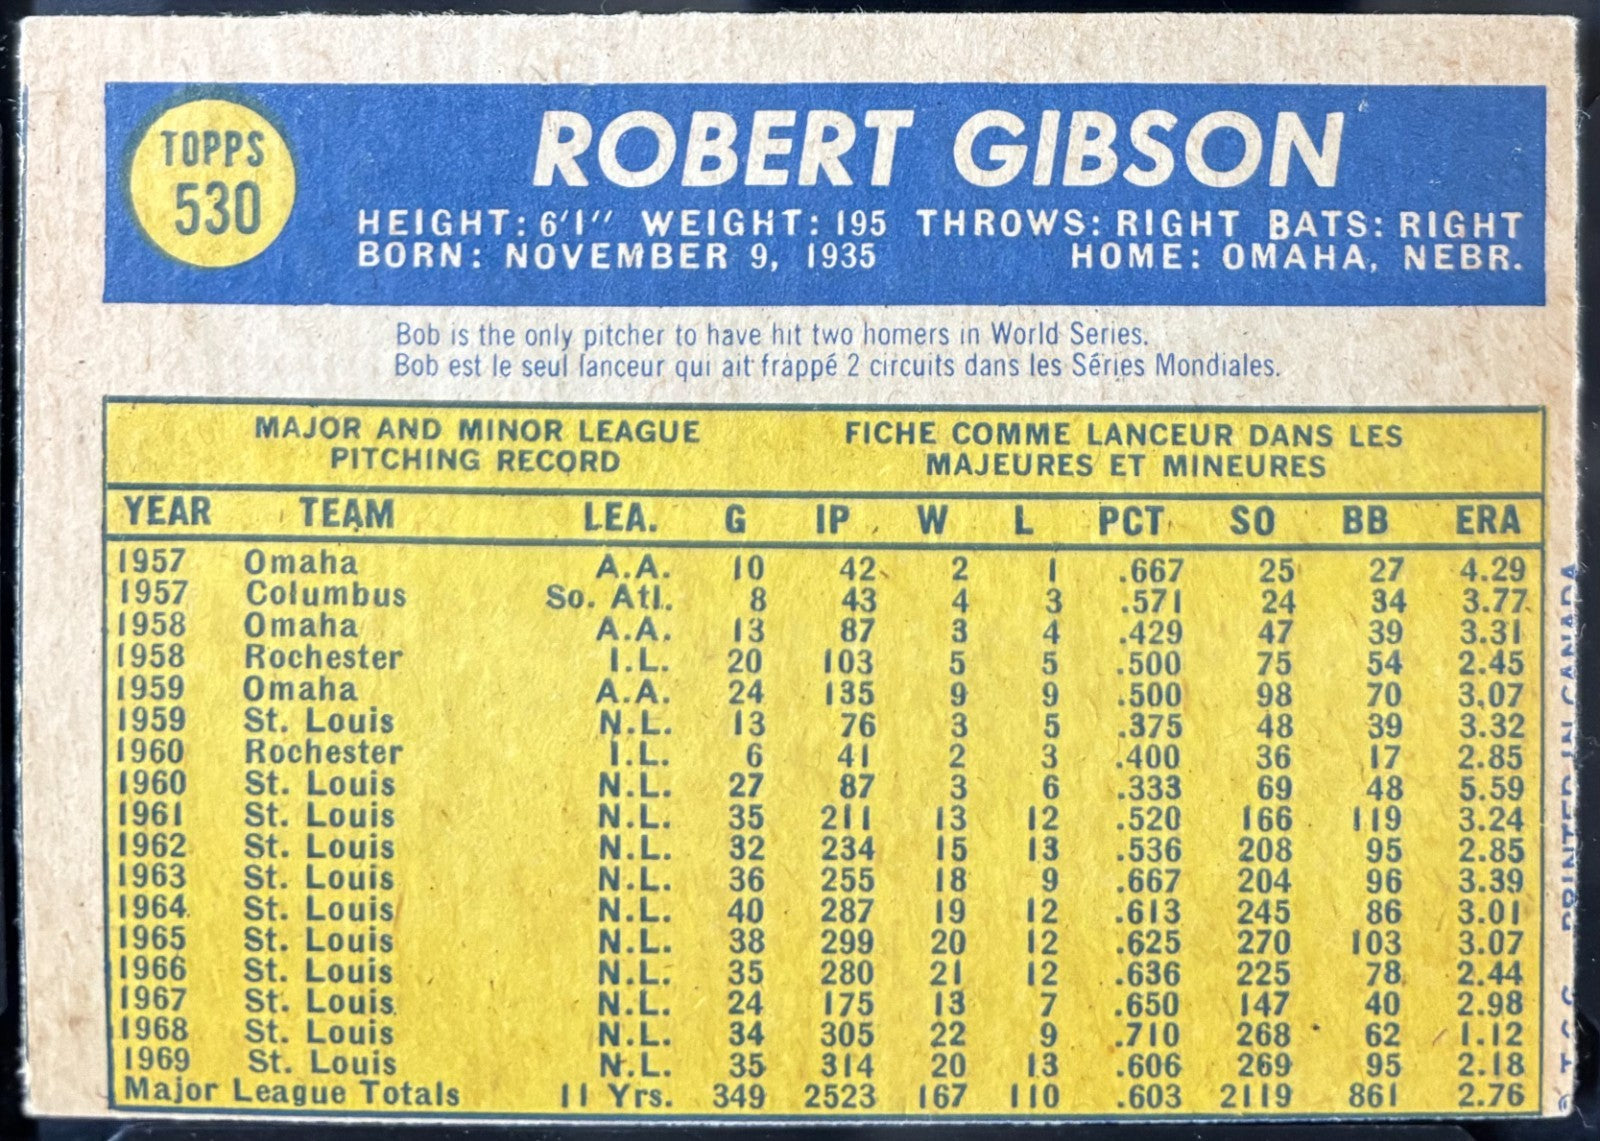 TOPPS
530
ROBERT GIBSON
HEIGHT: 6'1" WEIGHT: 195 THROWS: RIGHT BATS: RIGHT
BORN: NOVEMBER 9, 1935 HOME: OMAHA, NEBR.
Bob is the only pitcher to have hit two homers in World Series.
Bob est le seul lanceur qui ait frappé 2 circuits dans les Séries Mondiales.
MAJOR AND MINOR LEAGUE
PITCHING RECORD
FICHE COMME LANCEUR DANS LES
MAJEURES ET MINEURES
YEAR TEAM LEA. G IP W L PCT. SO BB ERA
1957 Omaha A.A. 10 42 2 1 .667 25 27 4.29
1957 Columbus So. Atl. 8 43 4 3 .571 24 34 3.77
1958 Omaha A.A. 13 87 3 4 .429 47 39 3.31
1958 Rochester I.L. 20 103 5 5 .500 75 54 2.45
1959 Omaha A.A. 24 135 9 9 .500 98 70 3.07
1959 St. Louis N.L. 13 76 3 5 .375 48 39 3.32
1960 Rochester I.L. 6 41 2 3 .400 36 17 2.85
1960 St. Louis N.L. 27 87 3 6 .333 69 48 5.59
1961 St. Louis N.L. 35 211 13 12 .520 166 119 3.24
1962 St. Louis N.L. 32 234 15 13 .536 208 95 2.85
1963 St. Louis N.L. 36 255 18 9 .667 204 96 3.39
1964 St. Louis N.L. 40 287 19 12 .613 245 86 3.01
1965 St. Louis N.L. 38 299 20 12 .625 270 103 3.07
1966 St. Louis N.L. 35 280 21 12 .636 225 78 2.44
1967 St. Louis N.L. 24 175 13 7 .650 147 40 2.98
1968 St. Louis N.L. 34 305 22 9 .710 268 62 1.12
1969 St. Louis N.L. 35 314 20 13 .606 269 95 2.18
Major League Totals 11 Yrs. 349 2523 167 110 .603 2119 861 2.76
PRINTED IN CANADA